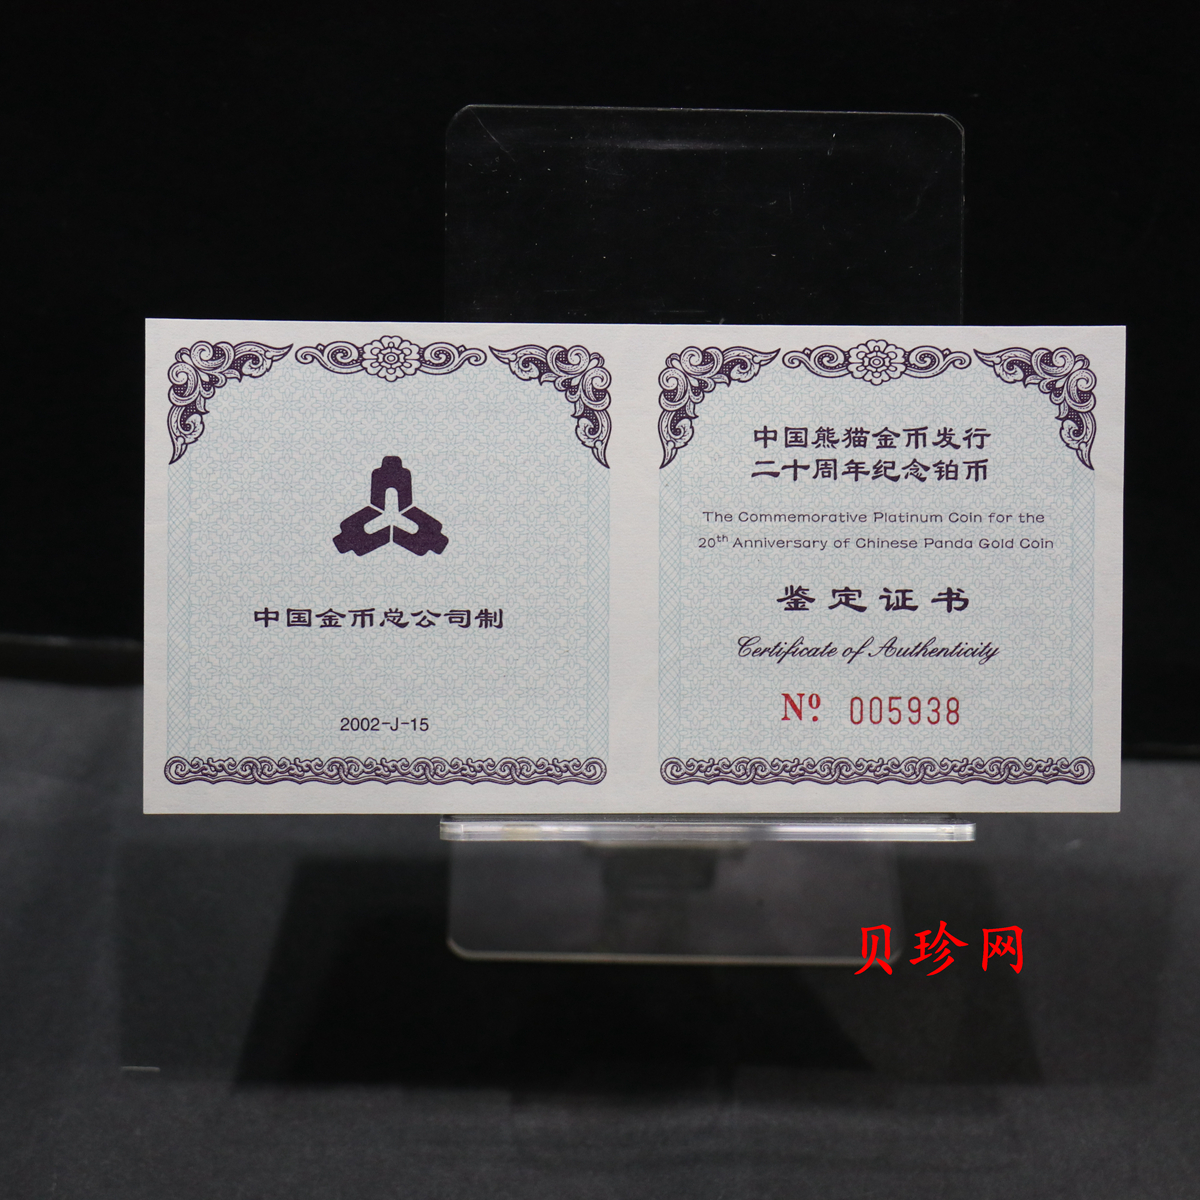 中国金币总公司制
2002-J-15
中国熊猫金币发行
二十周年纪念铂币
The Commemorative Platinum Coin for the
20th Anniversary of Chinese Panda Gold Coin
鉴定证书
Certificate of Authenticity
Nº. 005938
贝珍网